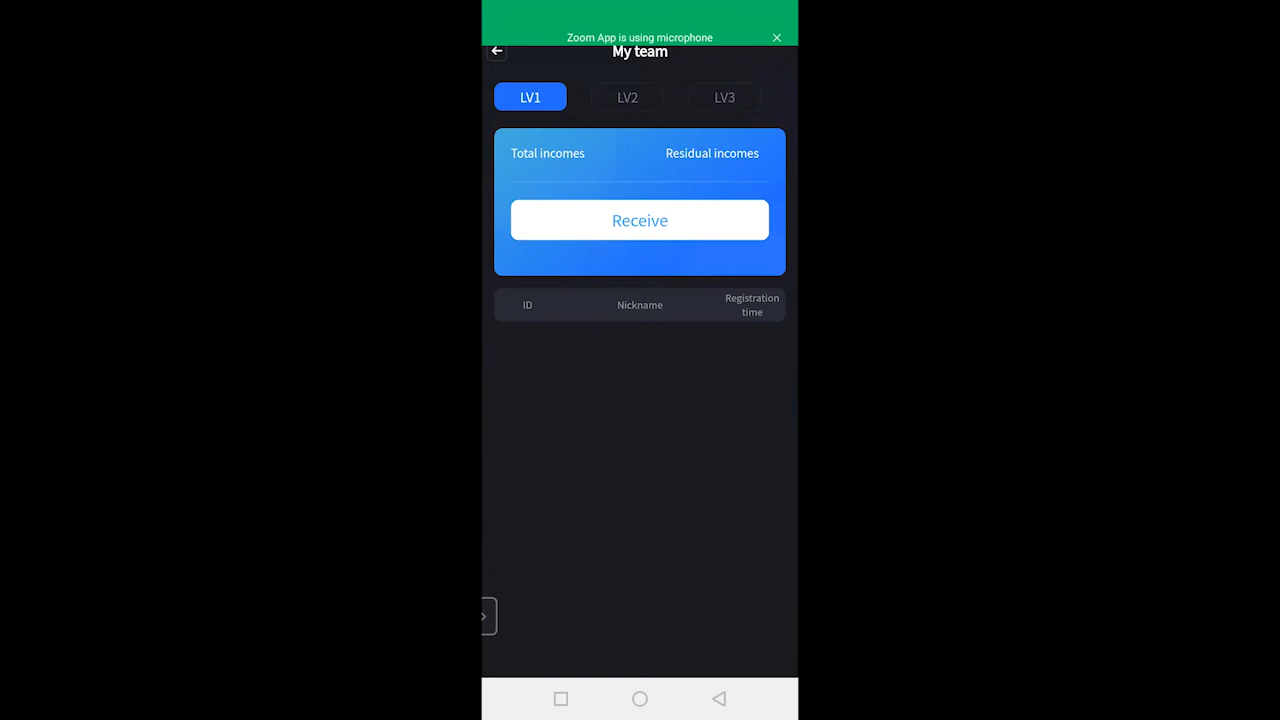 Zoom App is using microphone
My team
LV1 LV2 LV3
Total incomes Residual incomes
Receive
ID Nickname Registration time